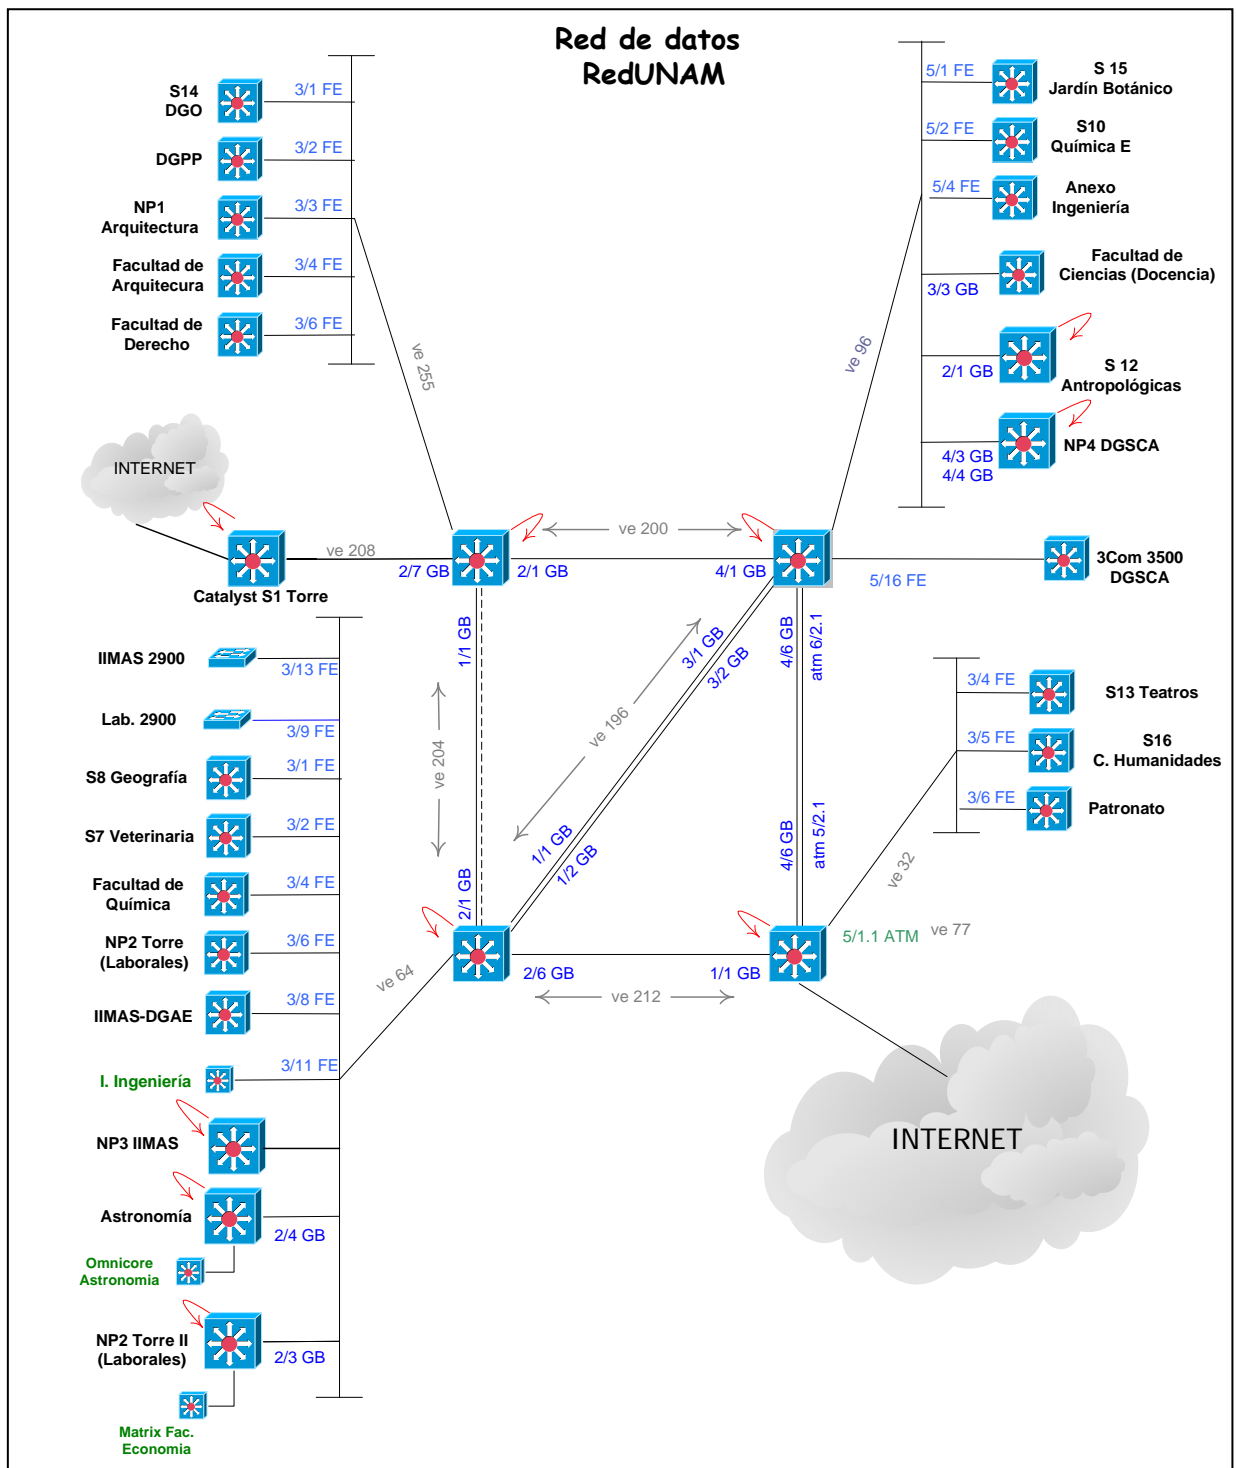 Red de datos
RedUNAM
S14
DGO
3/1 FE
DGPP
3/2 FE
NP1
Arquitectura
3/3 FE
Facultad de
Arquitecura
3/4 FE
Facultad de
Derecho
3/6 FE
ve 255
5/1 FE
S 15
Jardín Botánico
5/2 FE
S10
Química E
5/4 FE
Anexo
Ingeniería
Facultad de
Ciencias (Docencia)
3/3 GB
2/1 GB
S 12
Antropológicas
4/3 GB
4/4 GB
NP4 DGSCA
ve 96
INTERNET
ve 208
2/7 GB
Catalyst S1 Torre
ve 200
2/1 GB
4/1 GB
5/16 FE
3Com 3500
DGSCA
1/1 GB
ve 204
2/1 GB
3/1 GB
3/2 GB
ve 196
1/1 GB
1/2 GB
4/6 GB
atm 6/2.1
4/6 GB
atm 5/2.1
3/4 FE
S13 Teatros
3/5 FE
S16
C. Humanidades
3/6 FE
Patronato
ve 32
5/1.1 ATM
ve 77
2/6 GB
1/1 GB
ve 212
ve 64
IIMAS 2900
3/13 FE
Lab. 2900
3/9 FE
S8 Geografía
3/1 FE
S7 Veterinaria
3/2 FE
Facultad de
Química
3/4 FE
NP2 Torre
(Laborales)
3/6 FE
IIMAS-DGAE
3/8 FE
I. Ingeniería
3/11 FE
NP3 IIMAS
Astronomía
2/4 GB
Omnicore
Astronomia
NP2 Torre II
(Laborales)
2/3 GB
Matrix Fac.
Economia
INTERNET